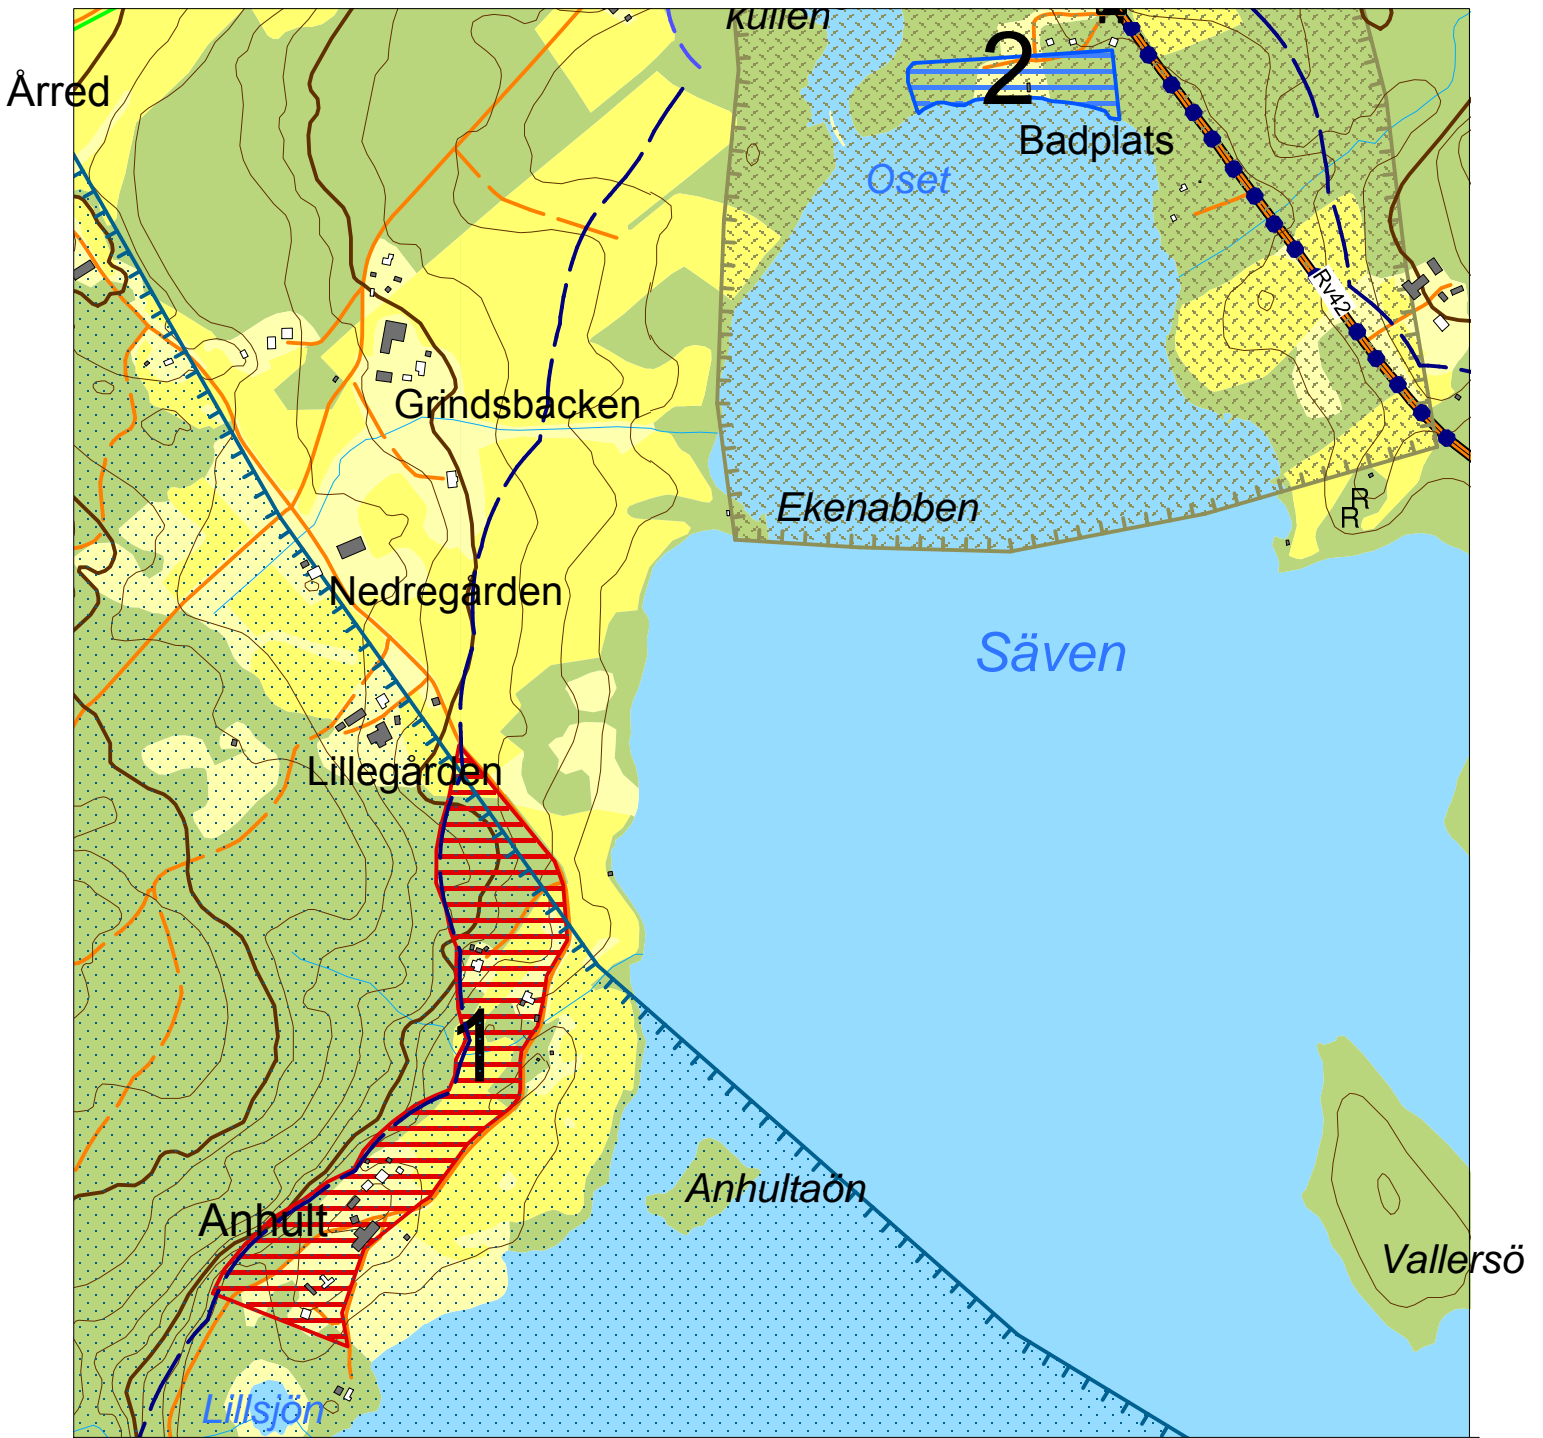 kullen
2
Årred
Badplats
Oset
Rv42
Grindsbacken
R
R
Ekenabben
Nedregården
Säven
Lillegården
1
Anhultaön
Anhult
Vallersö
Lillsjön